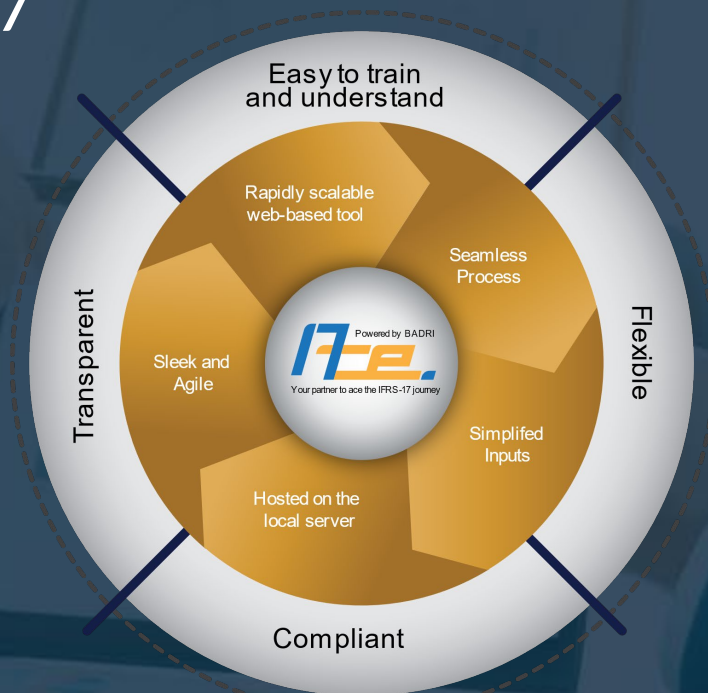 7
Easy to train
and understand
Rapidly scalable
web-based tool
Seamless
Process
Transparent
Sleek and
Agile
Powered by BADRI
17ce.
Your partner to ace the IFRS-17 journey
Flexible
Simplifed
Inputs
Hosted on the
local server
Compliant